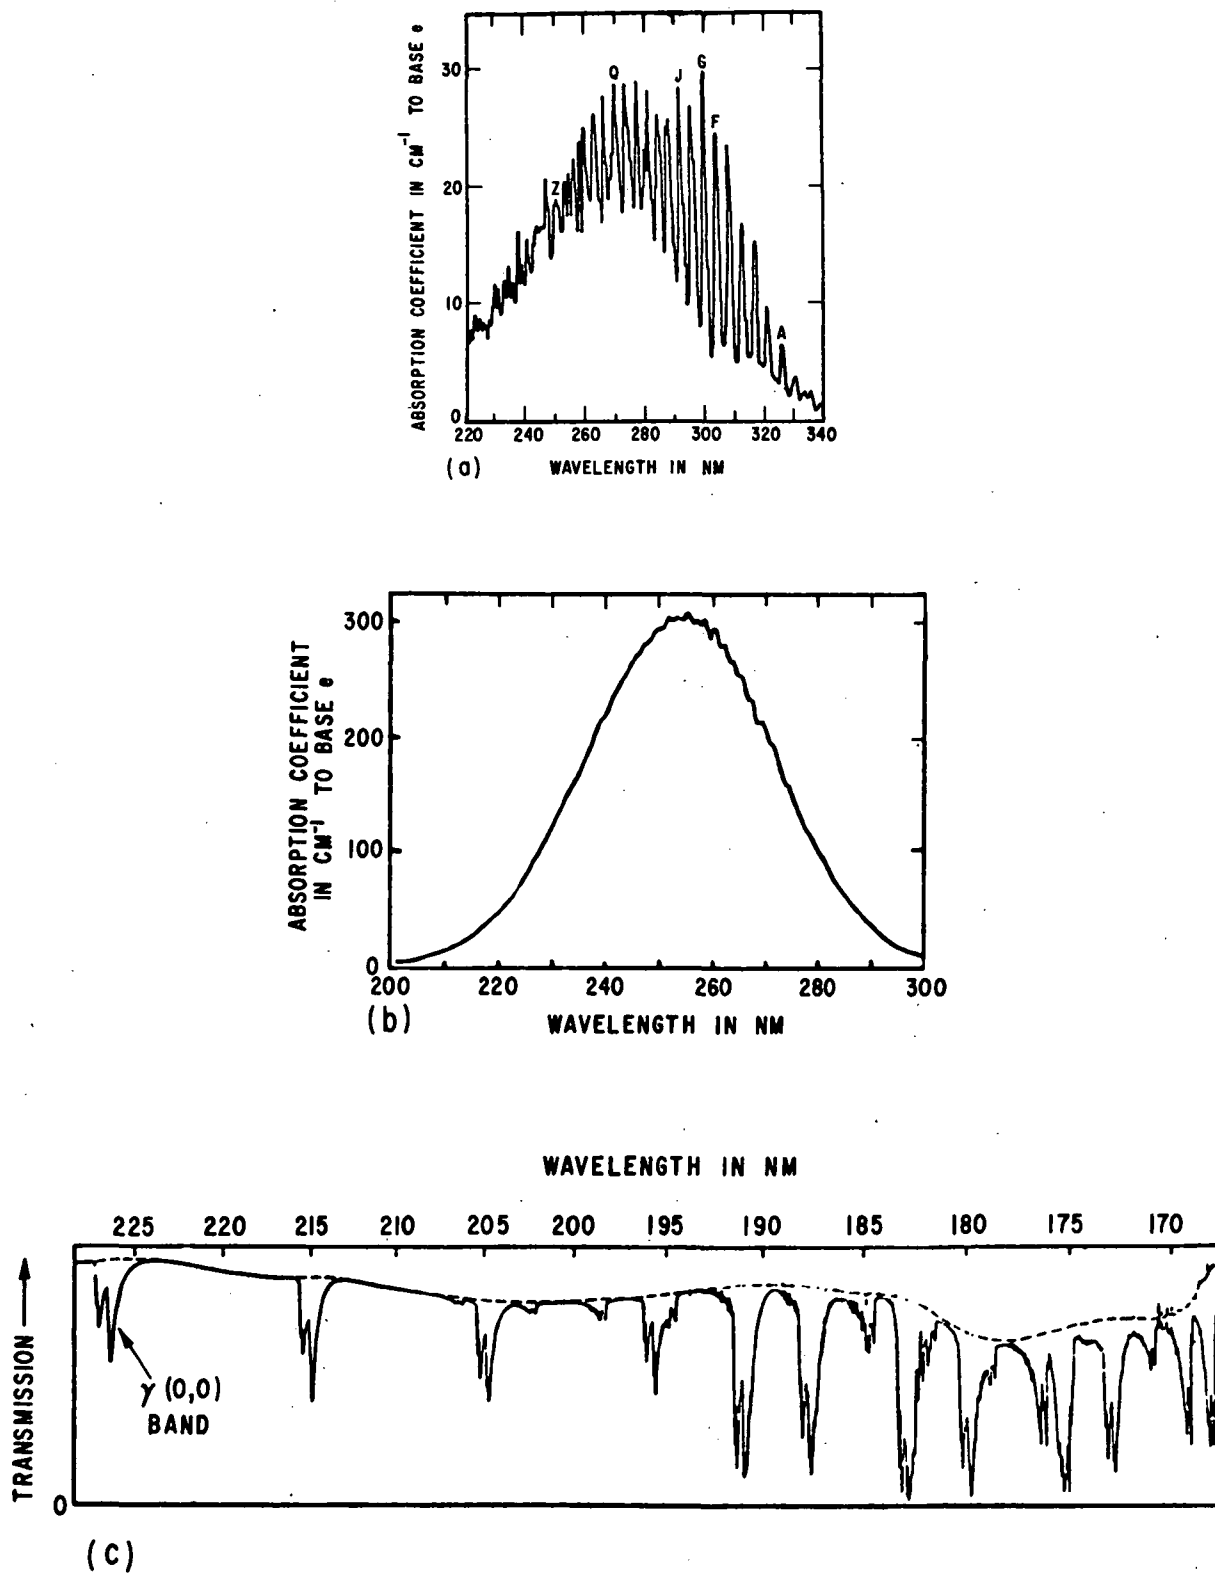 ABSORPTION COEFFICIENT IN CM⁻¹ TO BASE e
30
20
10
0
Z
Q
J
G
F
A
220 240 260 280 300 320 340
(a) WAVELENGTH IN NM
ABSORPTION COEFFICIENT
IN CM⁻¹ TO BASE e
300
200
100
0
200 220 240 260 280 300
(b) WAVELENGTH IN NM
WAVELENGTH IN NM
225 220 215 210 205 200 195 190 185 180 175 170
TRANSMISSION
γ (0,0)
BAND
0
(c)